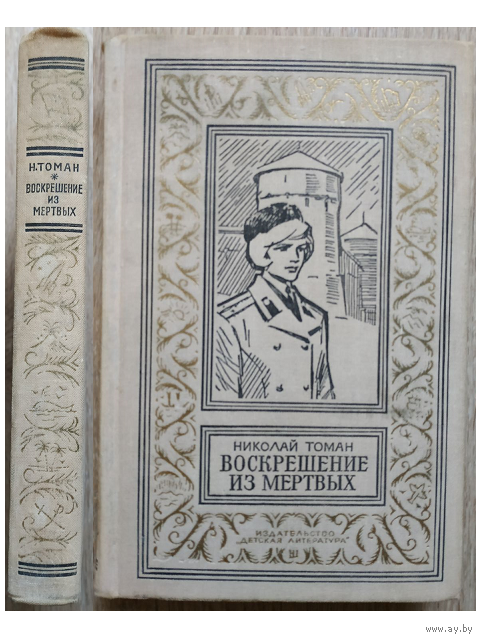 Н. ТОМАН
*
ВОСКРЕШЕНИЕ
ИЗ
МЕРТВЫХ
НИКОЛАЙ ТОМАН
ВОСКРЕШЕНИЕ
ИЗ МЕРТВЫХ
ИЗДАТЕЛЬСТВО
"ДЕТСКАЯ ЛИТЕРАТУРА"
www.ay.by